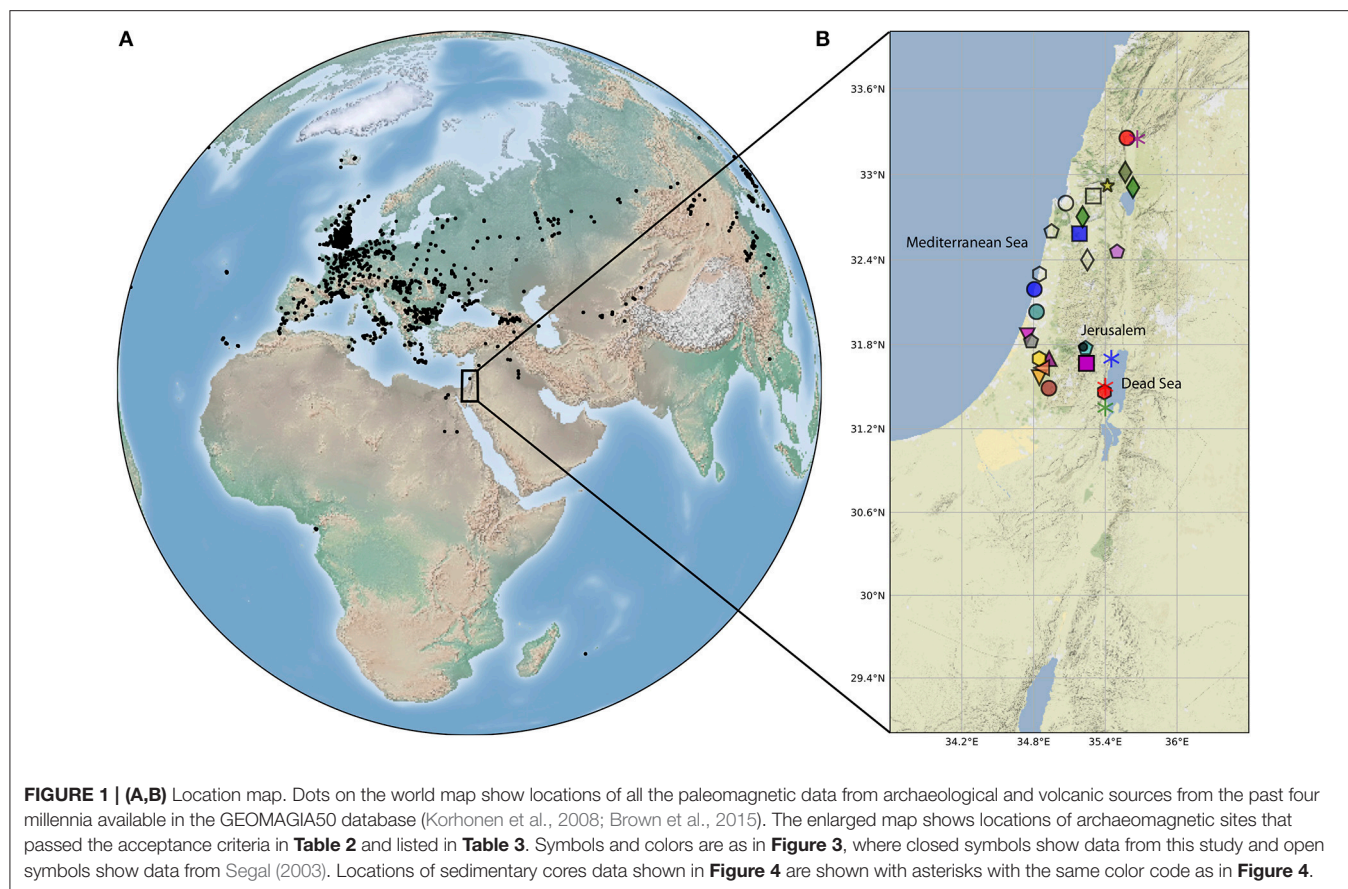 A
B
33.6°N
33°N
32.4°N
31.8°N
31.2°N
30.6°N
30°N
29.4°N
Mediterranean Sea
Jerusalem
Dead Sea
34.2°E 34.8°E 35.4°E 36°E
FIGURE 1 | (A,B) Location map. Dots on the world map show locations of all the paleomagnetic data from archaeological and volcanic sources from the past four
millennia available in the GEOMAGIA50 database (Korhonen et al., 2008; Brown et al., 2015). The enlarged map shows locations of archaeomagnetic sites that
passed the acceptance criteria in Table 2 and listed in Table 3. Symbols and colors are as in Figure 3, where closed symbols show data from this study and open
symbols show data from Segal (2003). Locations of sedimentary cores data shown in Figure 4 are shown with asterisks with the same color code as in Figure 4.